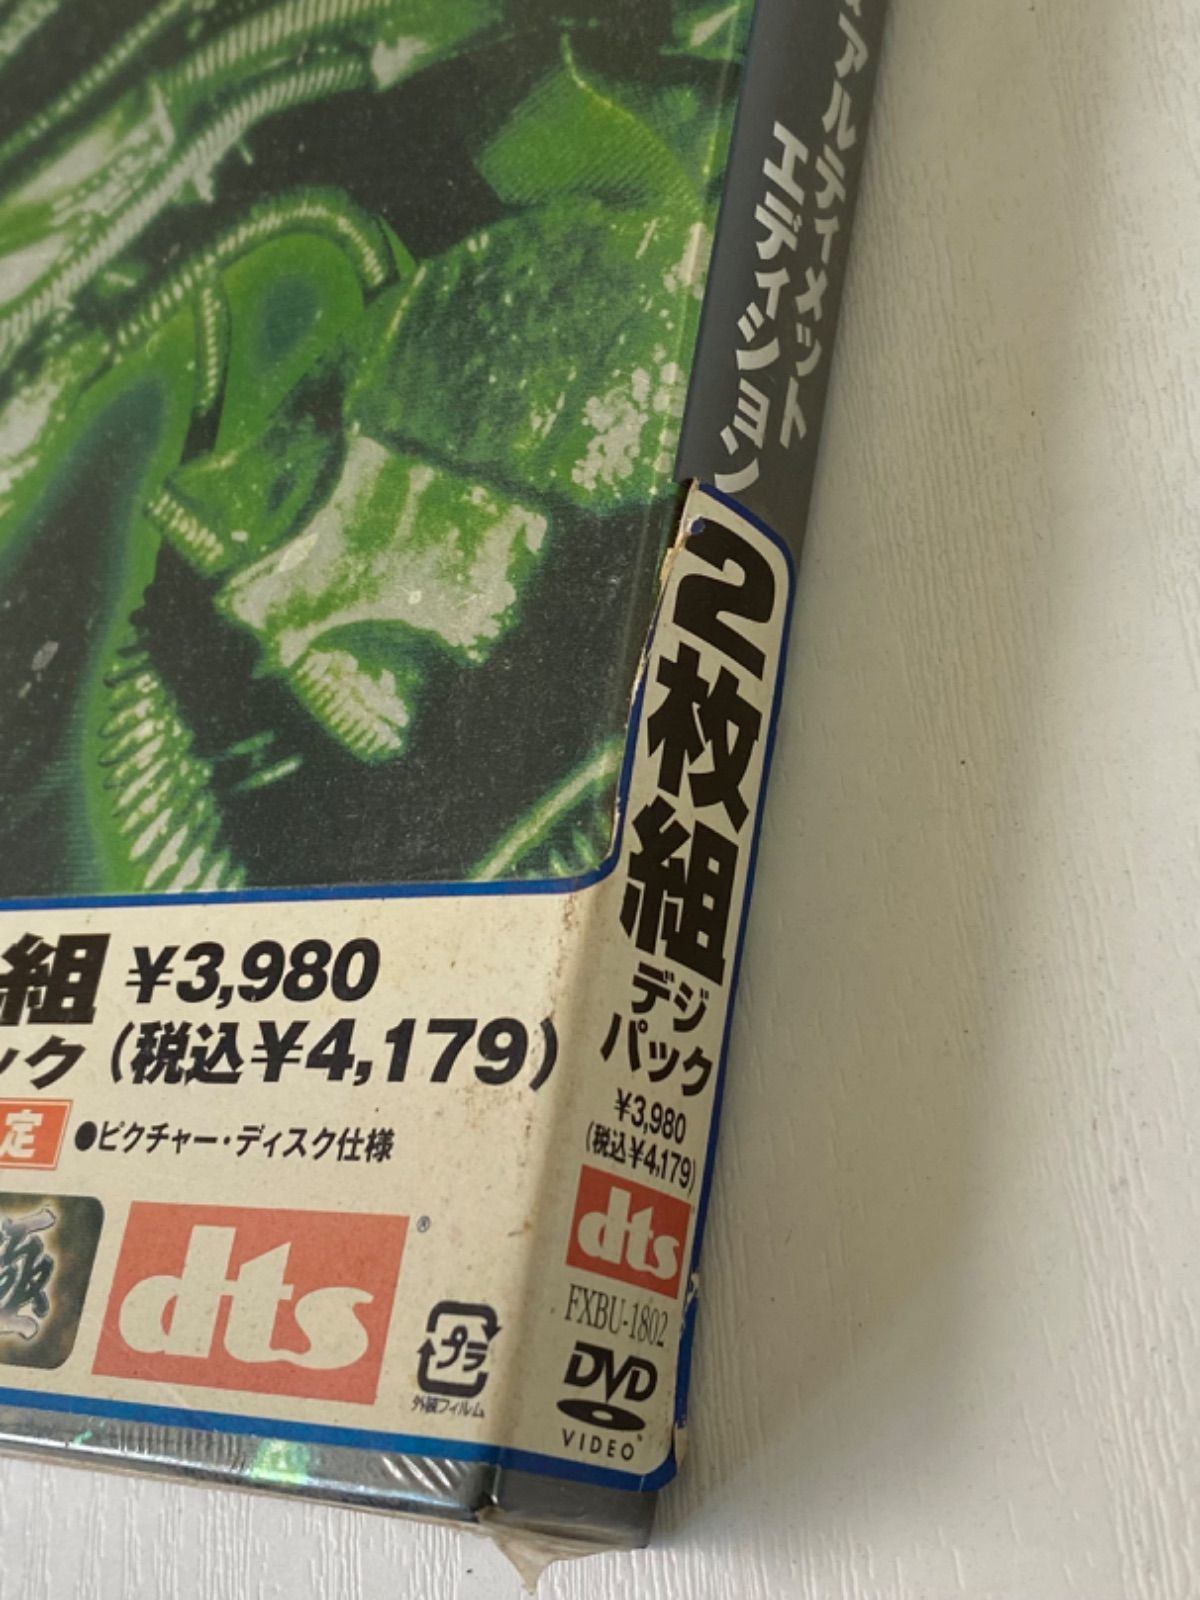 アルティメット
エディション
2枚組
デジ
パック
¥3,980
(税込¥4,179)
dts
FXBU-1802
DVD
VIDEO
組 ¥3,980
ック (税込¥4,179)
定 ●ピクチャー・ディスク仕様
極
dts®
プラ
外装フィルム